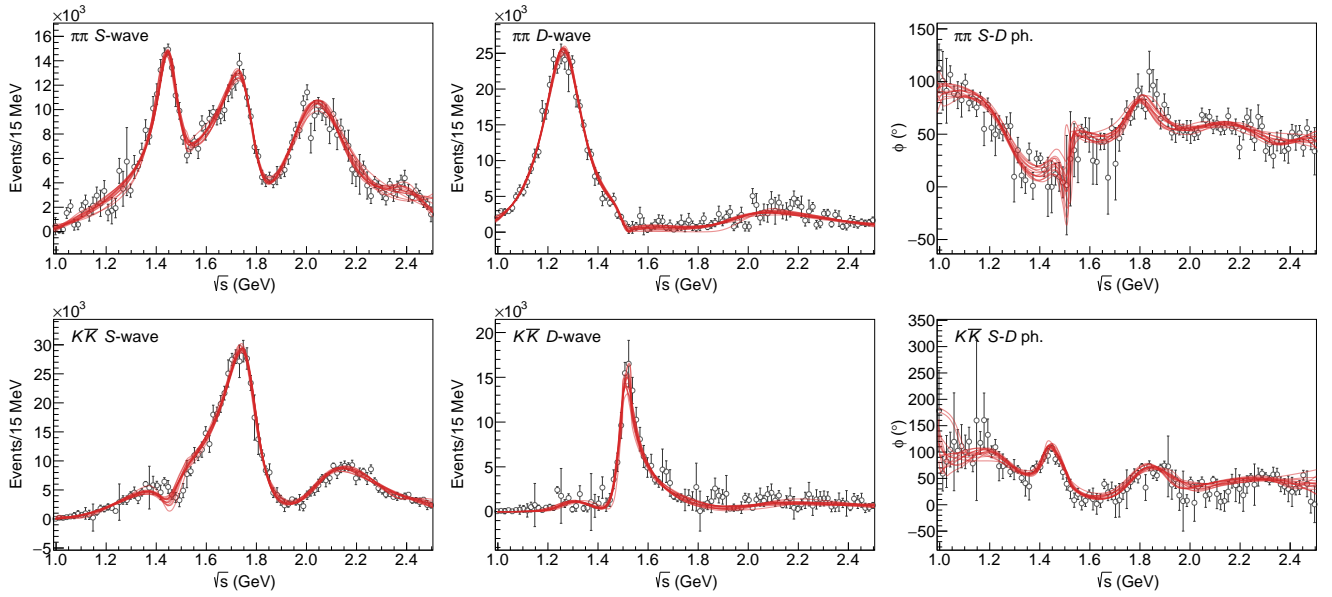 ×10³
ππ S-wave
Events/15 MeV
16
14
12
10
8
6
4
2
0
1.0 1.2 1.4 1.6 1.8 2.0 2.2 2.4
√s (GeV)
×10³
ππ D-wave
Events/15 MeV
25
20
15
10
5
0
1.0 1.2 1.4 1.6 1.8 2.0 2.2 2.4
√s (GeV)
ππ S-D ph.
ϕ (°)
150
100
50
0
−50
1.0 1.2 1.4 1.6 1.8 2.0 2.2 2.4
√s (GeV)
×10³
KK̅ S-wave
Events/15 MeV
30
25
20
15
10
5
0
−5
1.0 1.2 1.4 1.6 1.8 2.0 2.2 2.4
√s (GeV)
×10³
KK̅ D-wave
Events/15 MeV
20
15
10
5
0
1.0 1.2 1.4 1.6 1.8 2.0 2.2 2.4
√s (GeV)
KK̅ S-D ph.
ϕ (°)
350
300
250
200
150
100
50
0
−50
1.0 1.2 1.4 1.6 1.8 2.0 2.2 2.4
√s (GeV)